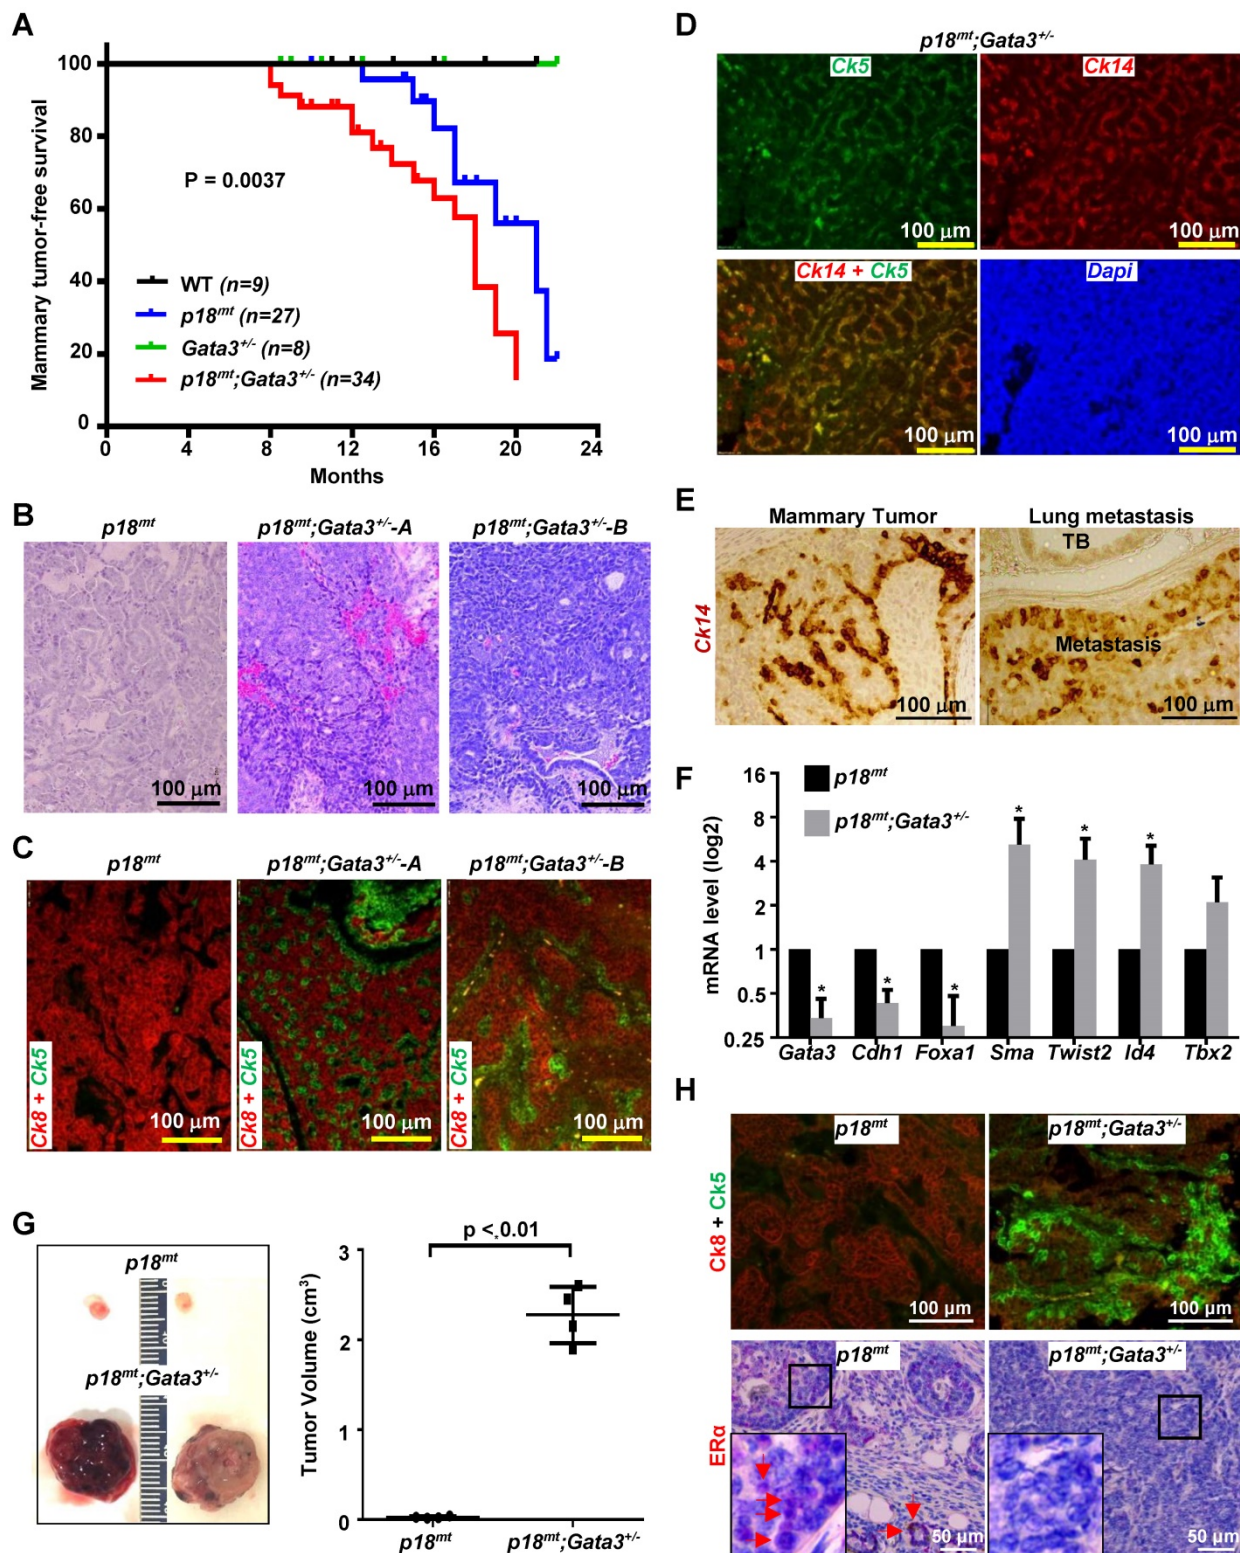 A
Mammary tumor-free survival
100
80
60
40
20
0
0 4 8 12 16 20 24
Months
P = 0.0037
WT (n=9)
p18ᵐᵗ (n=27)
Gata3⁺/⁻ (n=8)
p18ᵐᵗ;Gata3⁺/⁻ (n=34)
B
p18ᵐᵗ
p18ᵐᵗ;Gata3⁺/⁻-A
p18ᵐᵗ;Gata3⁺/⁻-B
100 μm
100 μm
100 μm
C
p18ᵐᵗ
p18ᵐᵗ;Gata3⁺/⁻-A
p18ᵐᵗ;Gata3⁺/⁻-B
Ck8 + Ck5
100 μm
Ck8 + Ck5
100 μm
Ck8 + Ck5
100 μm
D
p18ᵐᵗ;Gata3⁺/⁻
Ck5
100 μm
Ck14
100 μm
Ck14 + Ck5
100 μm
Dapi
100 μm
E
Mammary Tumor
Lung metastasis
Ck14
100 μm
TB
Metastasis
100 μm
F
mRNA level (log2)
16
8
4
2
1
0.5
0.25
p18ᵐᵗ
p18ᵐᵗ;Gata3⁺/⁻
* * * * * *
Gata3 Cdh1 Foxa1 Sma Twist2 Id4 Tbx2
G
p18ᵐᵗ
p18ᵐᵗ;Gata3⁺/⁻
Tumor Volume (cm³)
3
2
1
0
p <*0.01
p18ᵐᵗ
p18ᵐᵗ;Gata3⁺/⁻
H
Ck8 + Ck5
p18ᵐᵗ
100 μm
p18ᵐᵗ;Gata3⁺/⁻
100 μm
ERα
p18ᵐᵗ
50 μm
p18ᵐᵗ;Gata3⁺/⁻
50 μm